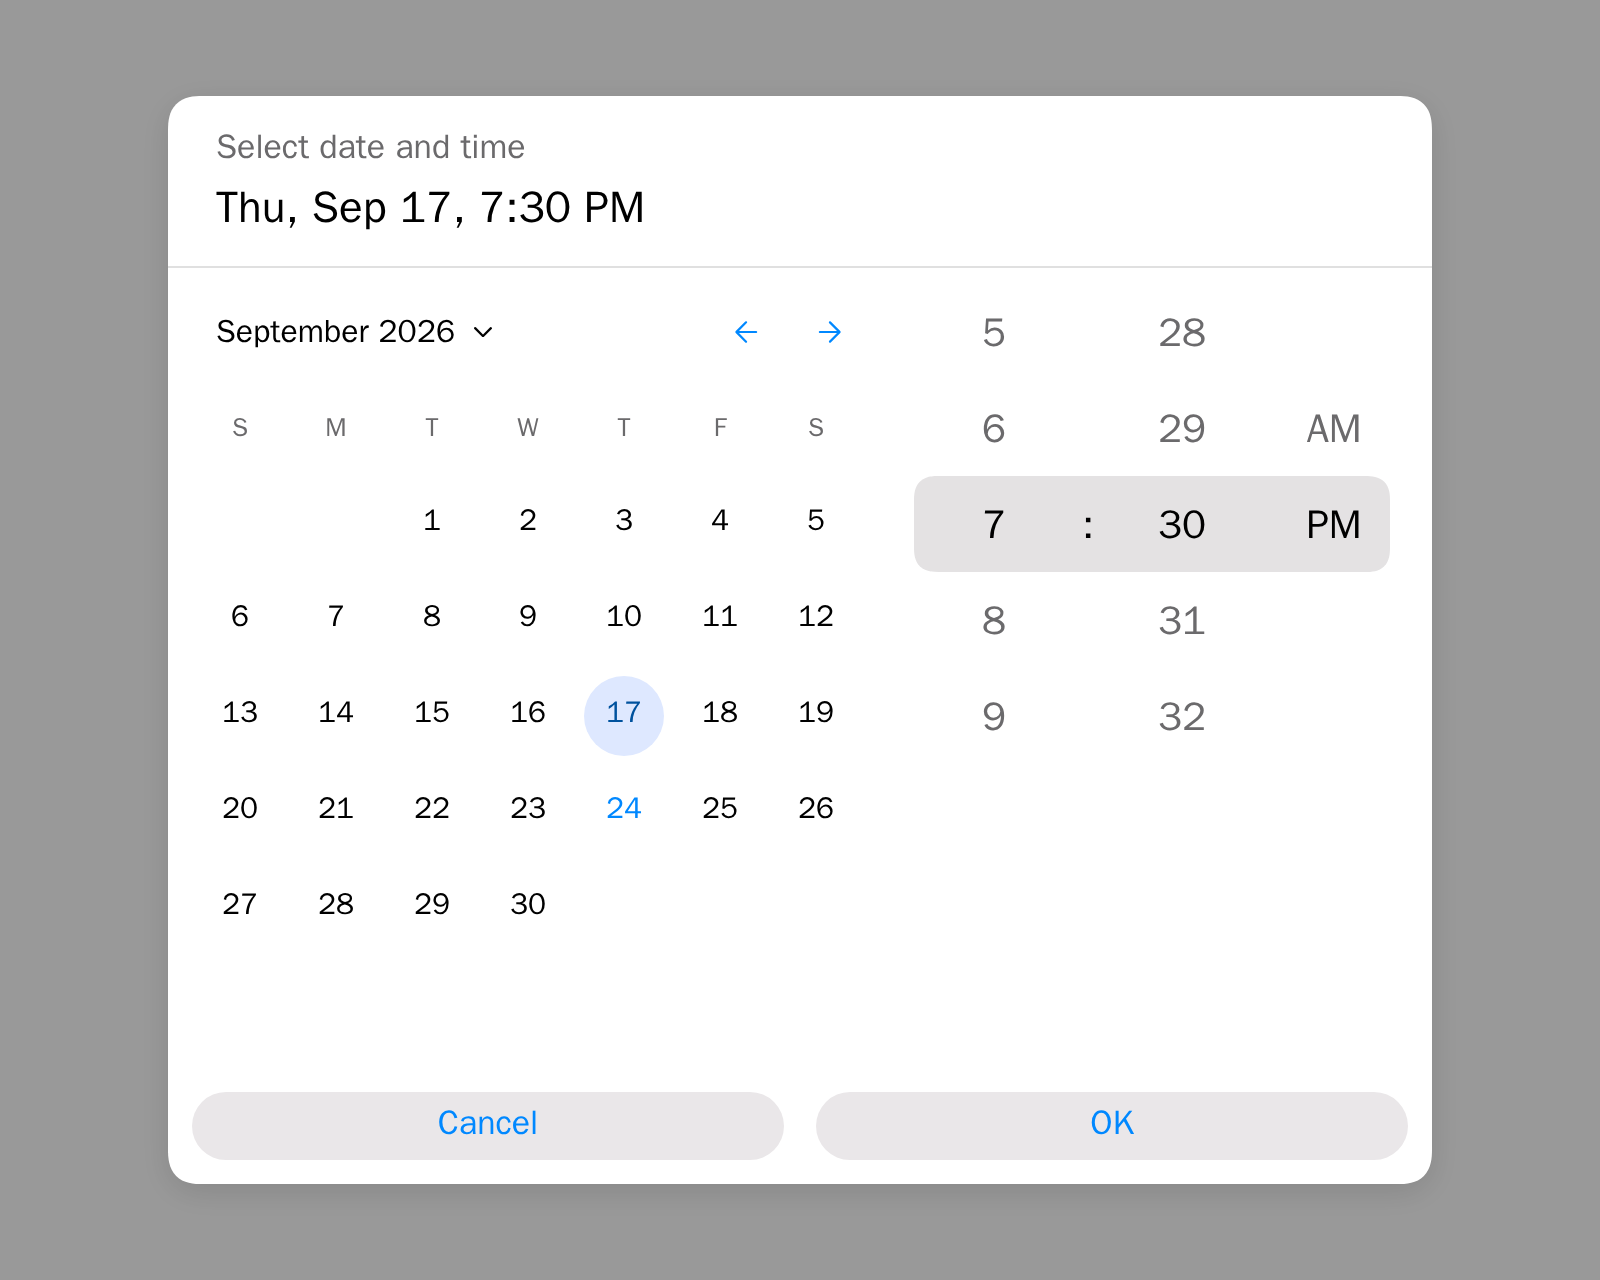 Select date and time
Thu, Sep 17, 7:30 PM
September 2026
S M T W T F S
1 2 3 4 5
6 7 8 9 10 11 12
13 14 15 16 17 18 19
20 21 22 23 24 25 26
27 28 29 30
5 28
6 29 AM
7 : 30 PM
8 31
9 32
Cancel OK